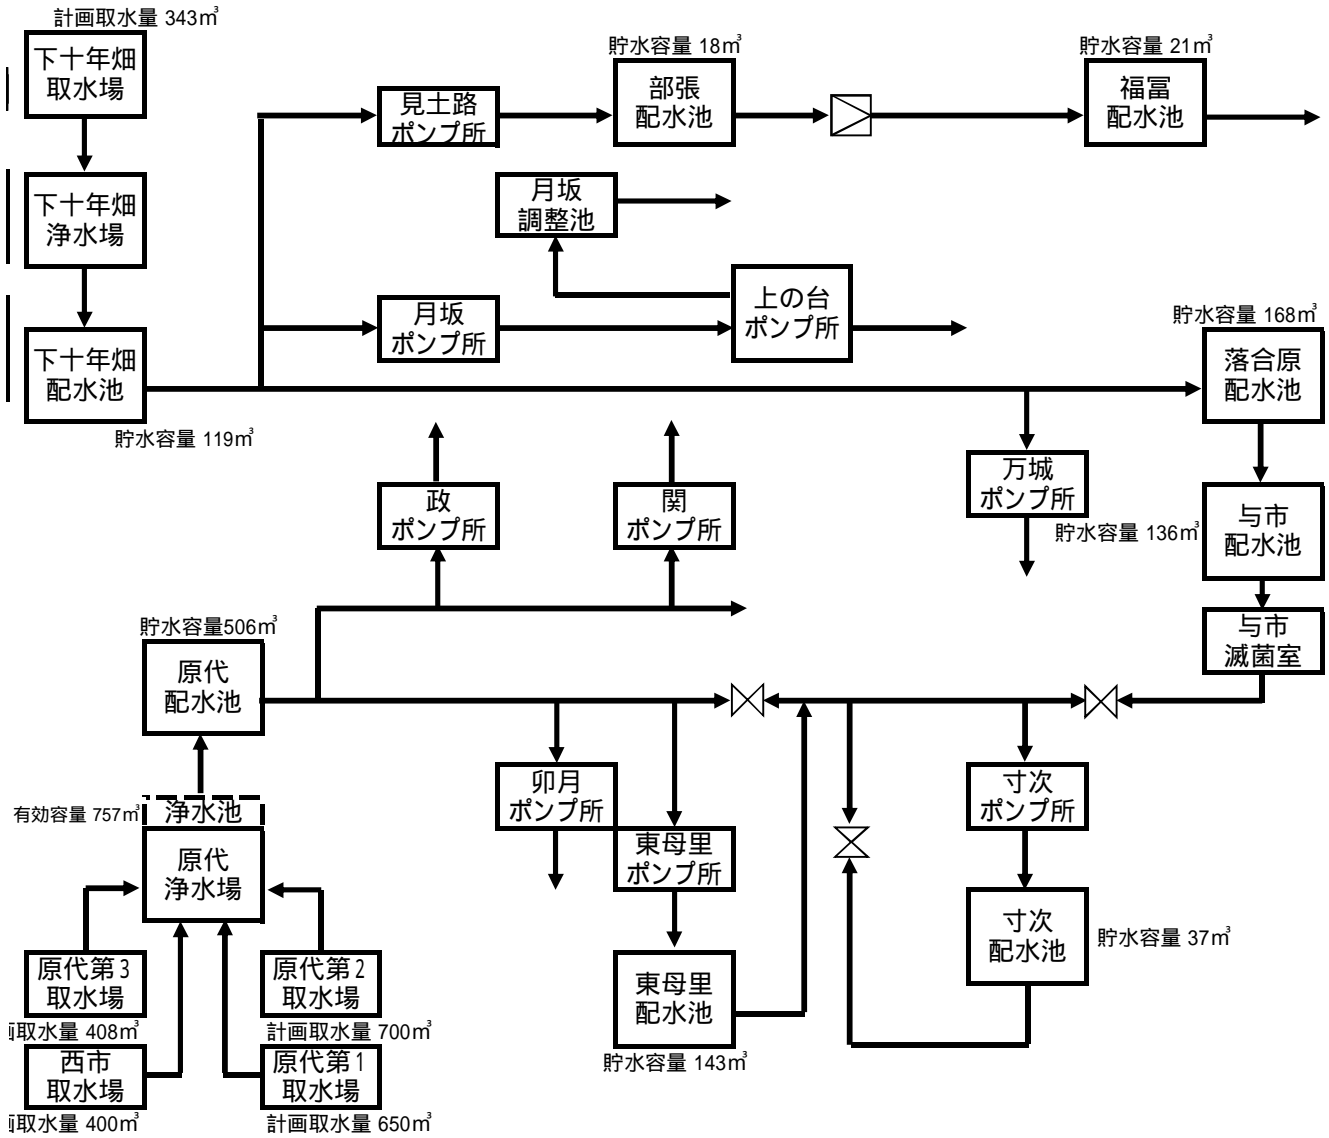 計画取水量 343㎥
下十年畑
取水場
下十年畑
浄水場
下十年畑
配水池
貯水容量 119㎥
見土路
ポンプ所
貯水容量 18㎥
部張
配水池
貯水容量 21㎥
福冨
配水池
月坂
調整池
月坂
ポンプ所
上の台
ポンプ所
貯水容量 168㎥
落合原
配水池
政
ポンプ所
関
ポンプ所
万城
ポンプ所
貯水容量 136㎥
与市
配水池
与市
滅菌室
貯水容量506㎥
原代
配水池
有効容量 757㎥
浄水池
原代
浄水場
卯月
ポンプ所
東母里
ポンプ所
寸次
ポンプ所
寸次
配水池
貯水容量 37㎥
東母里
配水池
貯水容量 143㎥
原代第3
取水場
画取水量 408㎥
原代第2
取水場
計画取水量 700㎥
西市
取水場
画取水量 400㎥
原代第1
取水場
計画取水量 650㎥